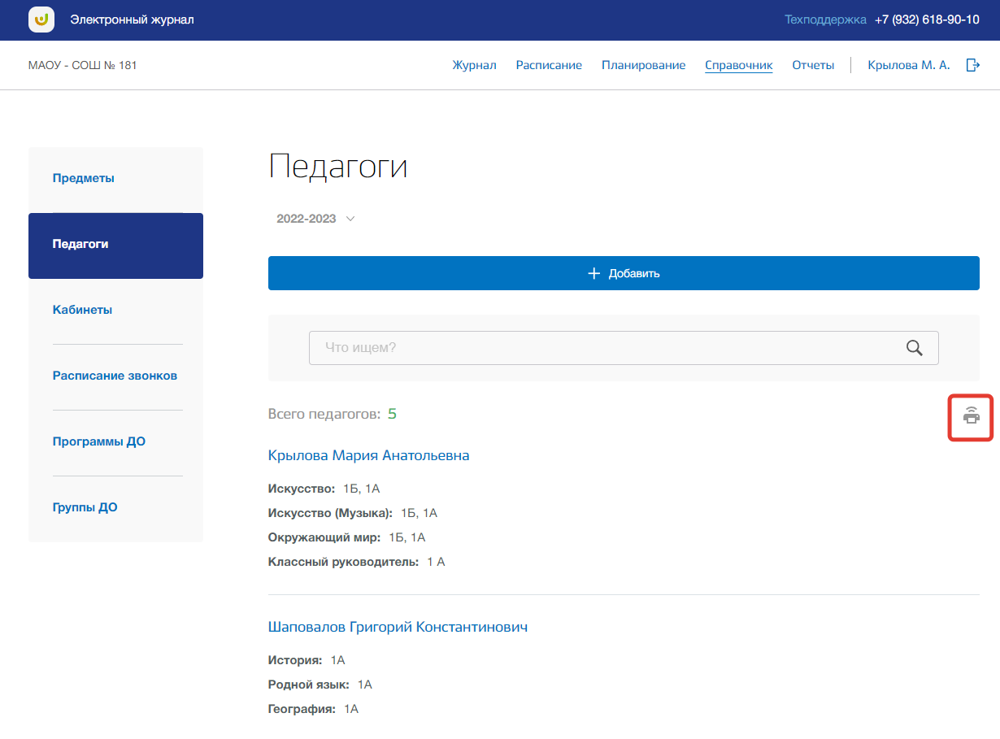 Электронный журнал
Техподдержка +7 (932) 618-90-10
МАОУ - СОШ № 181
Журнал Расписание Планирование Справочник Отчеты Крылова М. А.
Предметы
Педагоги
Кабинеты
Расписание звонков
Программы ДО
Группы ДО
Педагоги
2022-2023
Добавить
Что ищем?
Всего педагогов: 5
Крылова Мария Анатольевна
Искусство: 1Б, 1А
Искусство (Музыка): 1Б, 1А
Окружающий мир: 1Б, 1А
Классный руководитель: 1 А
Шаповалов Григорий Константинович
История: 1А
Родной язык: 1А
География: 1А